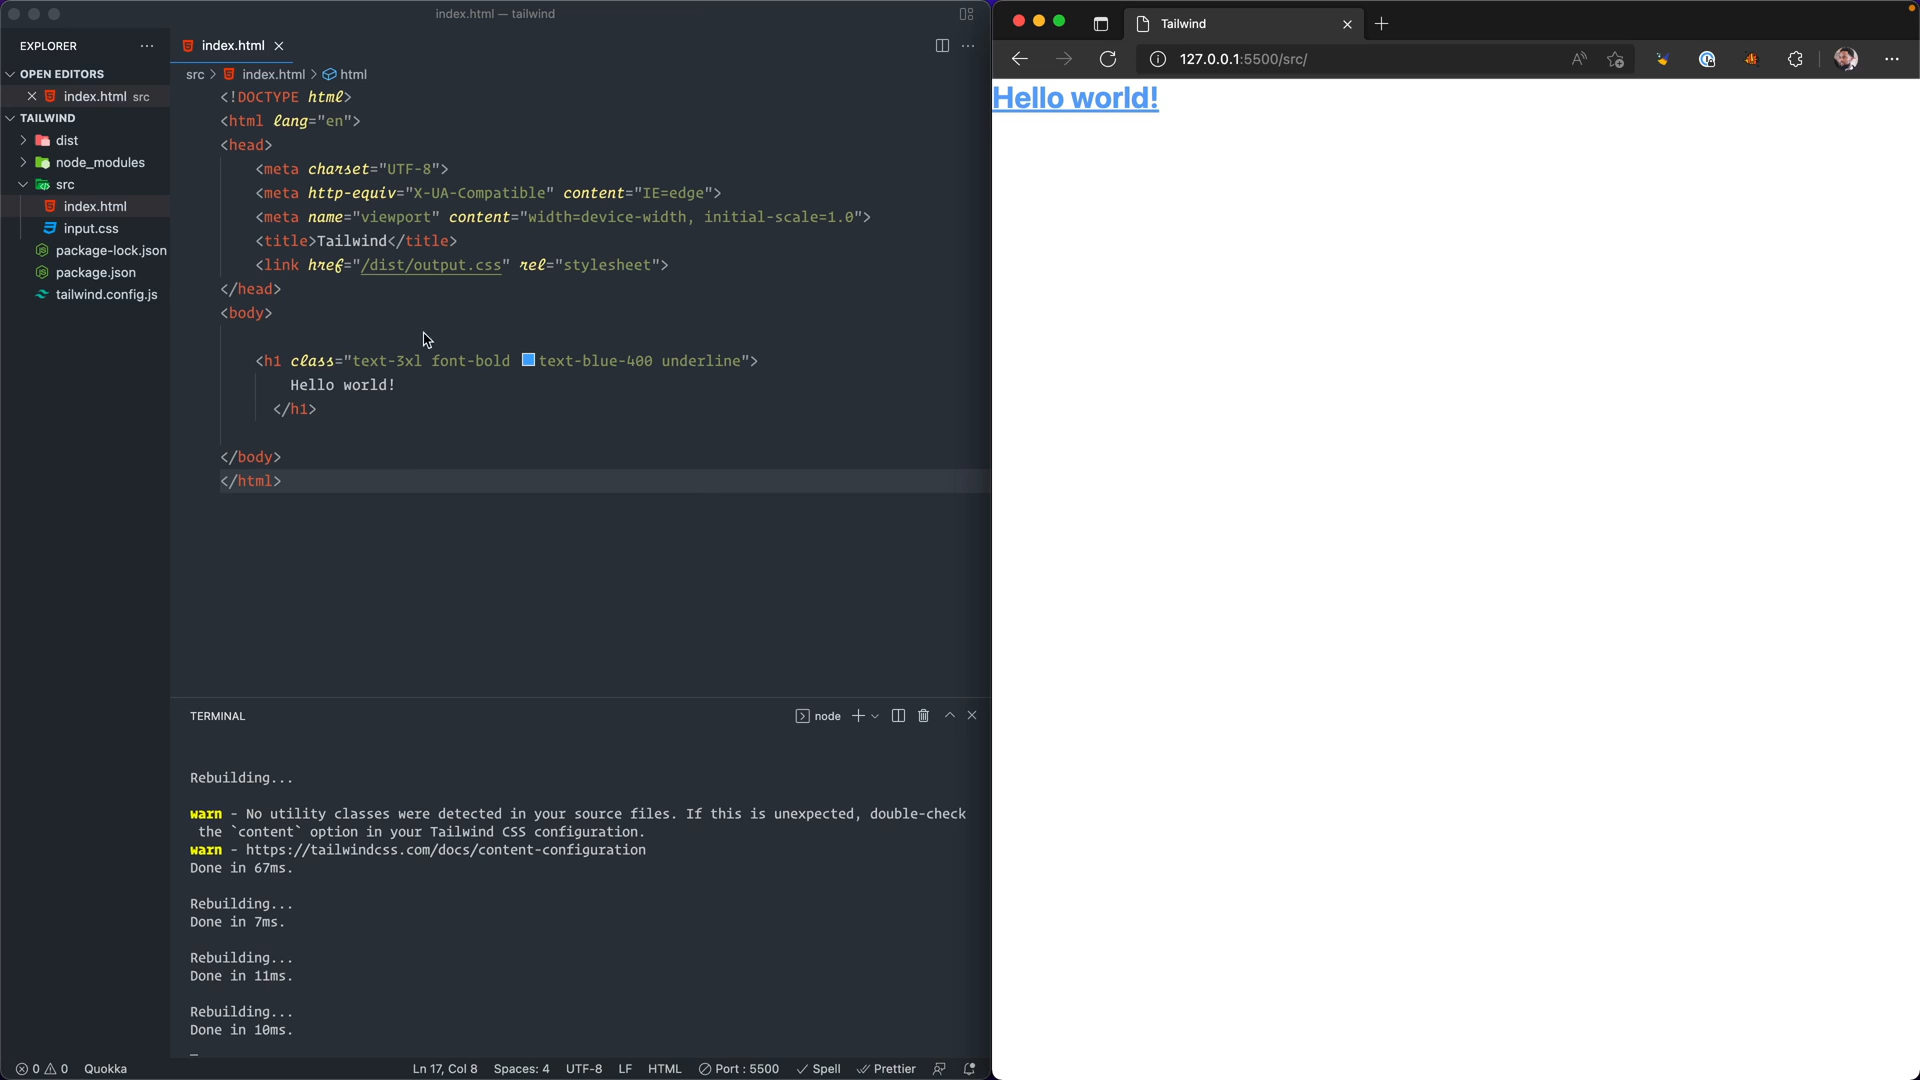 index.html — tailwind
EXPLORER
OPEN EDITORS
index.html src
TAILWIND
dist
node_modules
src
index.html
input.css
package-lock.json
package.json
tailwind.config.js
index.html
src > index.html > html
<!DOCTYPE html>
<html lang="en">
<head>
<meta charset="UTF-8">
<meta http-equiv="X-UA-Compatible" content="IE=edge">
<meta name="viewport" content="width=device-width, initial-scale=1.0">
<title>Tailwind</title>
<link href="/dist/output.css" rel="stylesheet">
</head>
<body>
<h1 class="text-3xl font-bold text-blue-400 underline">
Hello world!
</h1>
</body>
</html>
TERMINAL
node
Rebuilding...
warn - No utility classes were detected in your source files. If this is unexpected, double-check
the `content` option in your Tailwind CSS configuration.
warn - https://tailwindcss.com/docs/content-configuration
Done in 67ms.
Rebuilding...
Done in 7ms.
Rebuilding...
Done in 11ms.
Rebuilding...
Done in 10ms.
0 0 Quokka
Ln 17, Col 8 Spaces: 4 UTF-8 LF HTML Port : 5500 Spell Prettier
Tailwind
127.0.0.1:5500/src/
Hello world!